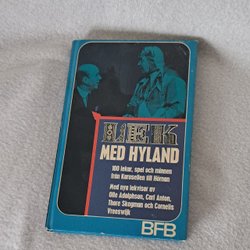 LEK
MED HYLAND
100 lekar, spel och minnen
från Karusellen till Hörnan
Med nya lekvisor av
Olle Adolphson, Carl Anton,
Thore Skogman och Cornelis
Vreeswijk
BFB